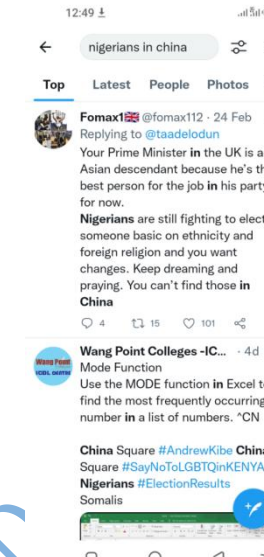 12:49
nigerians in china
Top Latest People Photos
Fomax1🇬🇧 @fomax112 · 24 Feb
Replying to @taadelodun
Your Prime Minister in the UK is a
Asian descendant because he's th
best person for the job in his party
for now.
Nigerians are still fighting to elect
someone basic on ethnicity and
foreign religion and you want
changes. Keep dreaming and
praying. You can't find those in
China
4 15 101
Wang Point Colleges -IC... · 4d
Wang Point
ICDL CENTRE
Mode Function
Use the MODE function in Excel t
find the most frequently occurring
number in a list of numbers. ^CN
China Square #AndrewKibe China
Square #SayNoToLGBTQinKENYA
Nigerians #ElectionResults
Somalis